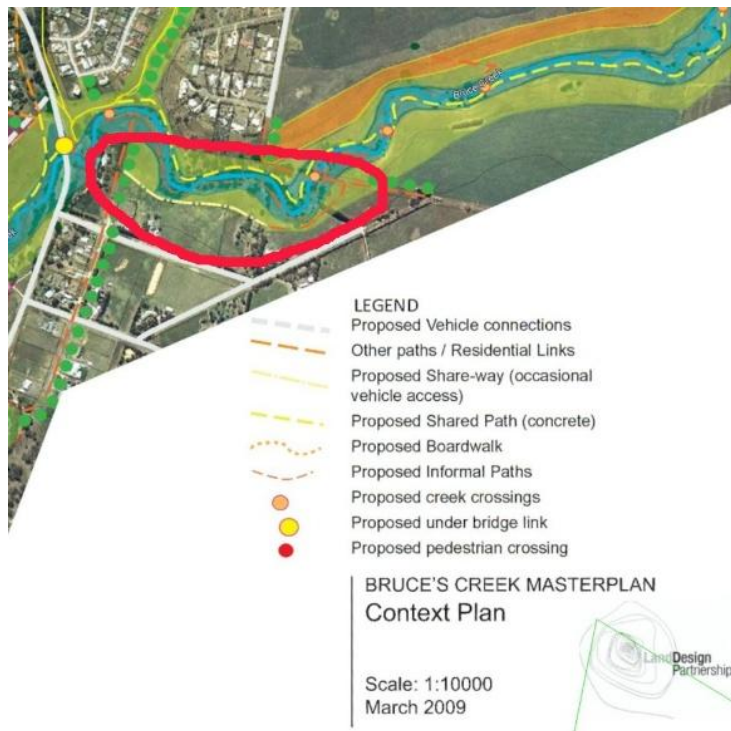 Bruce Creek
LEGEND
Proposed Vehicle connections
Other paths / Residential Links
Proposed Share-way (occasional
vehicle access)
Proposed Shared Path (concrete)
Proposed Boardwalk
Proposed Informal Paths
Proposed creek crossings
Proposed under bridge link
Proposed pedestrian crossing
BRUCE'S CREEK MASTERPLAN
Context Plan
LandDesign
Partnership
Scale: 1:10000
March 2009